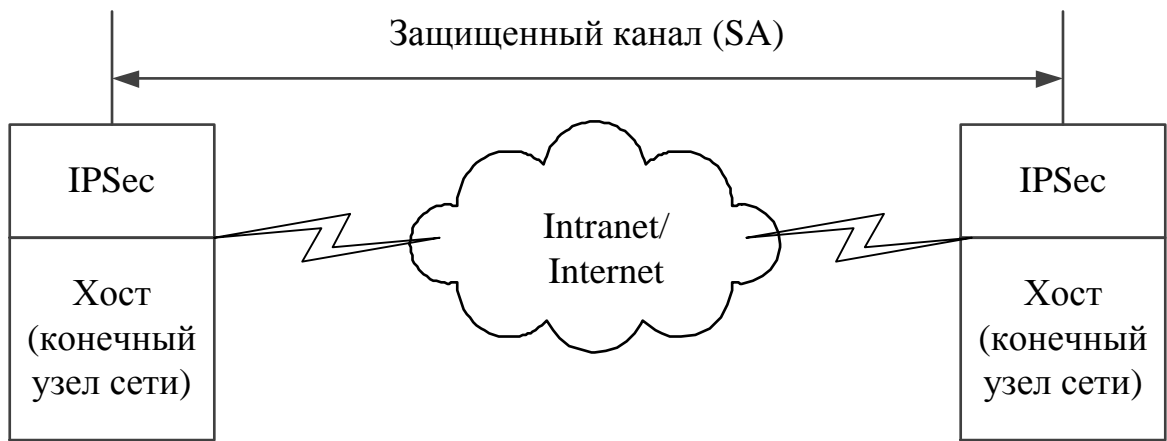 Защищенный канал (SA)
IPSec
Хост
(конечный
узел сети)
Intranet/
Internet
IPSec
Хост
(конечный
узел сети)